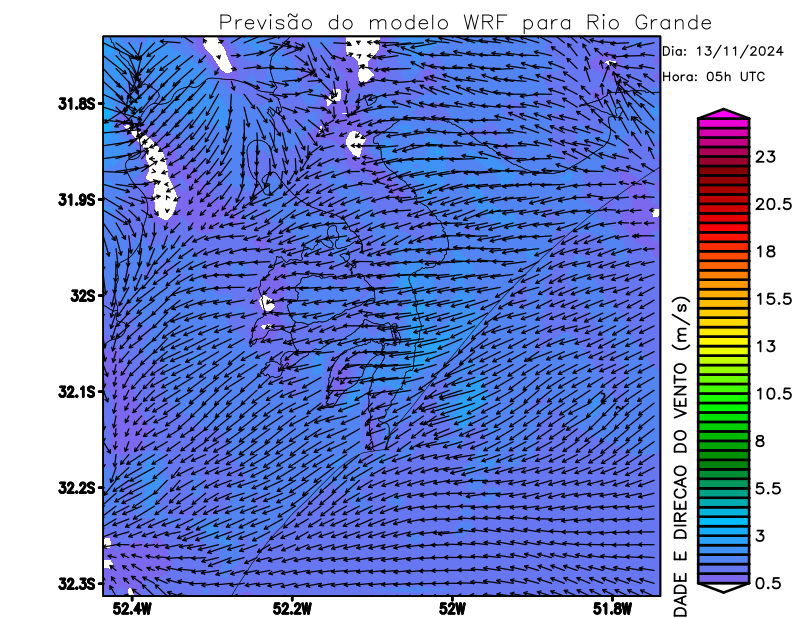 Previsão do modelo WRF para Rio Grande
Dia: 13/11/2024
Hora: 05h UTC
31.8S
31.9S
32S
32.1S
32.2S
32.3S
52.4W
52.2W
52W
51.8W
23
20.5
18
15.5
13
10.5
8
5.5
3
0.5
DADE E DIRECAO DO VENTO (m/s)